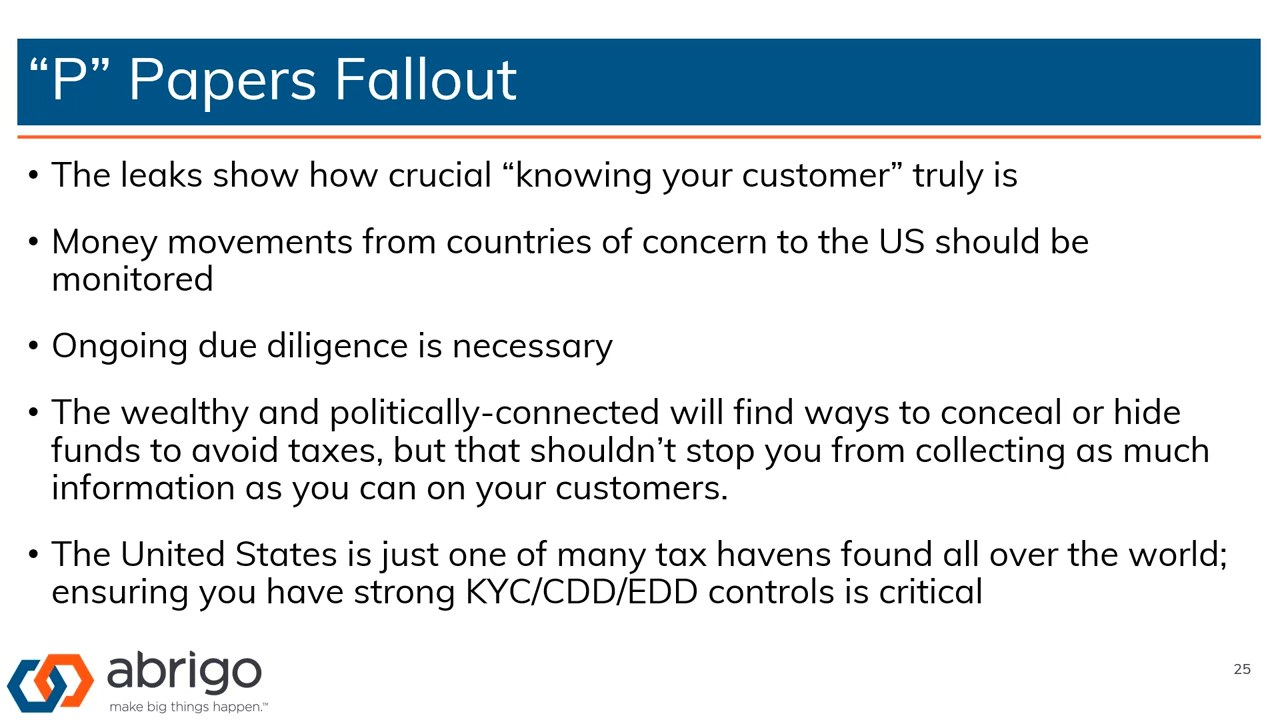 “P” Papers Fallout
• The leaks show how crucial “knowing your customer” truly is
• Money movements from countries of concern to the US should be
monitored
• Ongoing due diligence is necessary
• The wealthy and politically-connected will find ways to conceal or hide
funds to avoid taxes, but that shouldn’t stop you from collecting as much
information as you can on your customers.
• The United States is just one of many tax havens found all over the world;
ensuring you have strong KYC/CDD/EDD controls is critical
abrigo
make big things happen.™
25